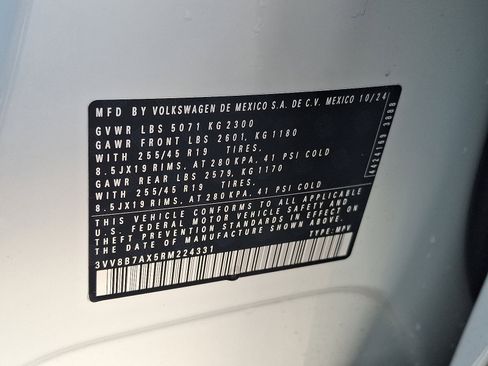 MFD BY VOLKSWAGEN DE MEXICO S.A. DE C.V. MEXICO 10/24
GVWR LBS 5071 KG 2300
GAWR FRONT LBS 2601, KG 1180
WITH 255/45 R19 TIRES.
8.5JX19 RIMS, AT 280 KPA, 41 PSI COLD
GAWR REAR LBS 2579, KG 1170
WITH 255/45 R19 TIRES.
8.5JX19 RIMS, AT 280 KPA, 41 PSI COLD
THIS VEHICLE CONFORMS TO ALL APPLICABLE
U.S. FEDERAL MOTOR VEHICLE SAFETY AND
THEFT PREVENTION STANDARDS IN EFFECT ON
THE DATE OF MANUFACTURE SHOWN ABOVE.
3VV8B7AX5RM224331
TYPE: MPV